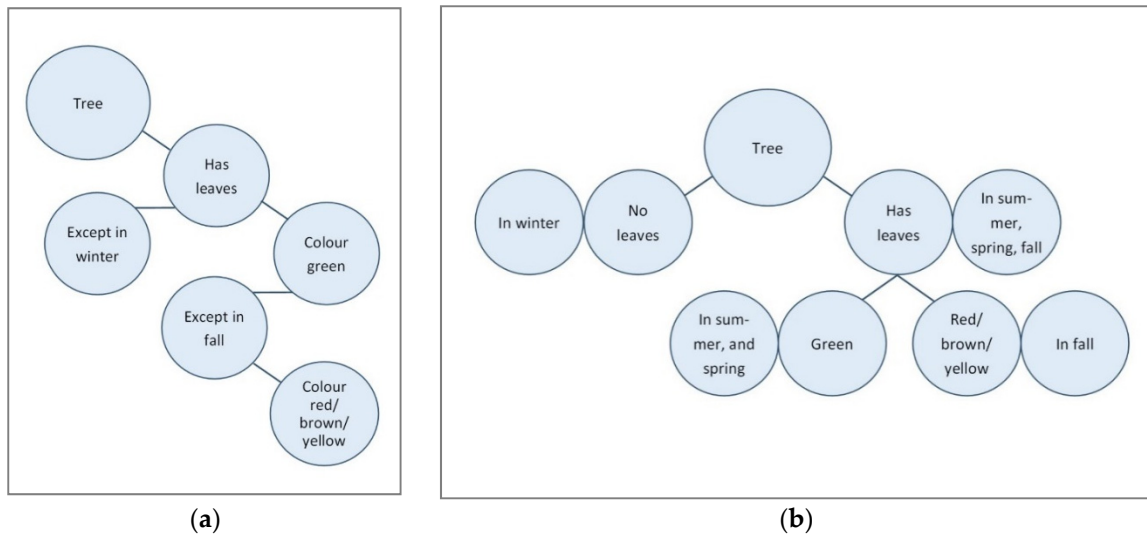 Tree
Has
leaves
Except in
winter
Colour
green
Except in
fall
Colour
red/
brown/
yellow
(a)
Tree
In winter
No
leaves
Has
leaves
In sum-
mer,
spring, fall
In sum-
mer, and
spring
Green
Red/
brown/
yellow
In fall
(b)